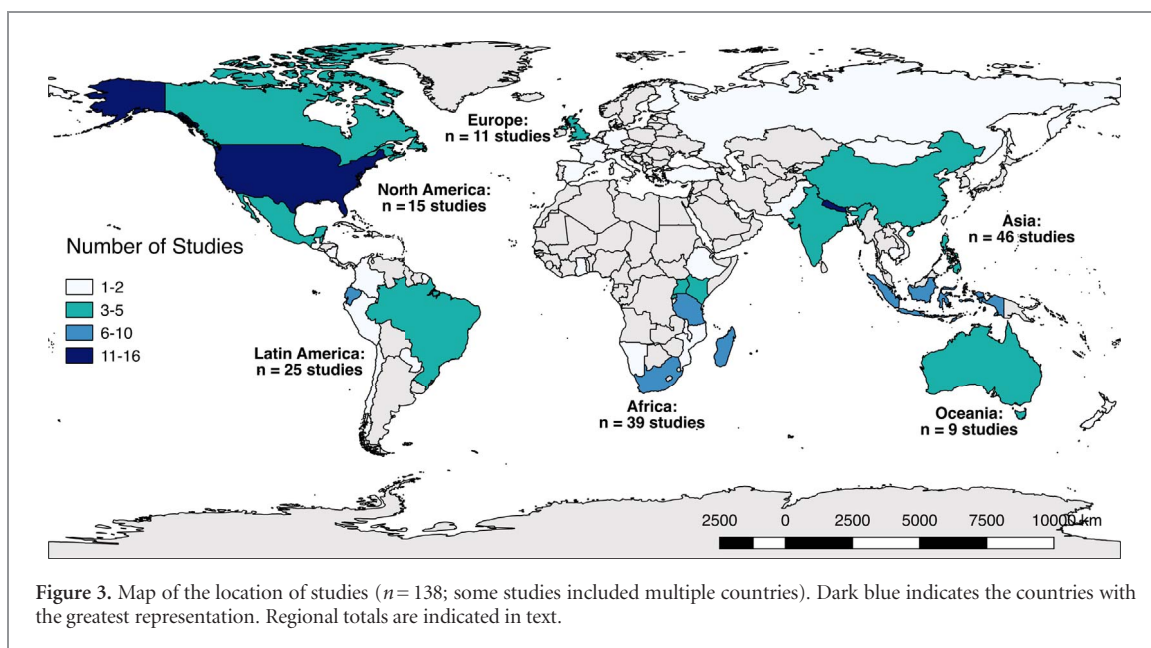 Europe:
n = 11 studies
North America:
n = 15 studies
Number of Studies
1-2
3-5
6-10
11-16
Asia:
n = 46 studies
Latin America:
n = 25 studies
Africa:
n = 39 studies
Oceania:
n = 9 studies
2500 0 2500 5000 7500 10000 km
Figure 3. Map of the location of studies (n = 138; some studies included multiple countries). Dark blue indicates the countries with
the greatest representation. Regional totals are indicated in text.